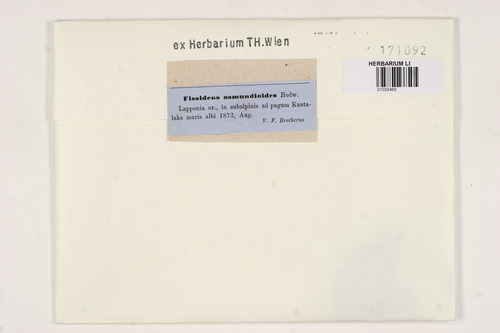 ex Herbarium TH.Wien
171092
HERBARIUM LI
01003465
Fissidens osmundioides Hedw.
Lapponia or., in subalpinis ad pagum Kanta-
laks maris albi 1872, Aug.
V. F. Brotherus